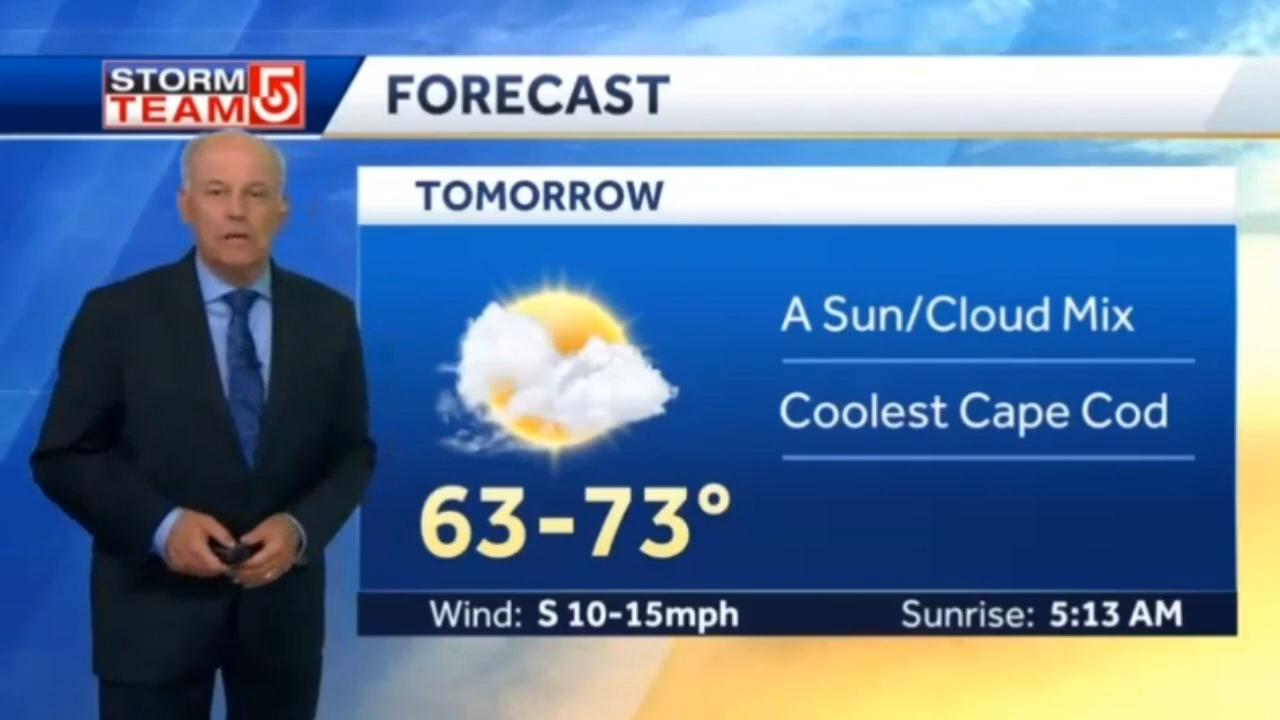 STORM
TEAM 5
FORECAST
TOMORROW
A Sun/Cloud Mix
Coolest Cape Cod
63-73°
Wind: S 10-15mph
Sunrise: 5:13 AM